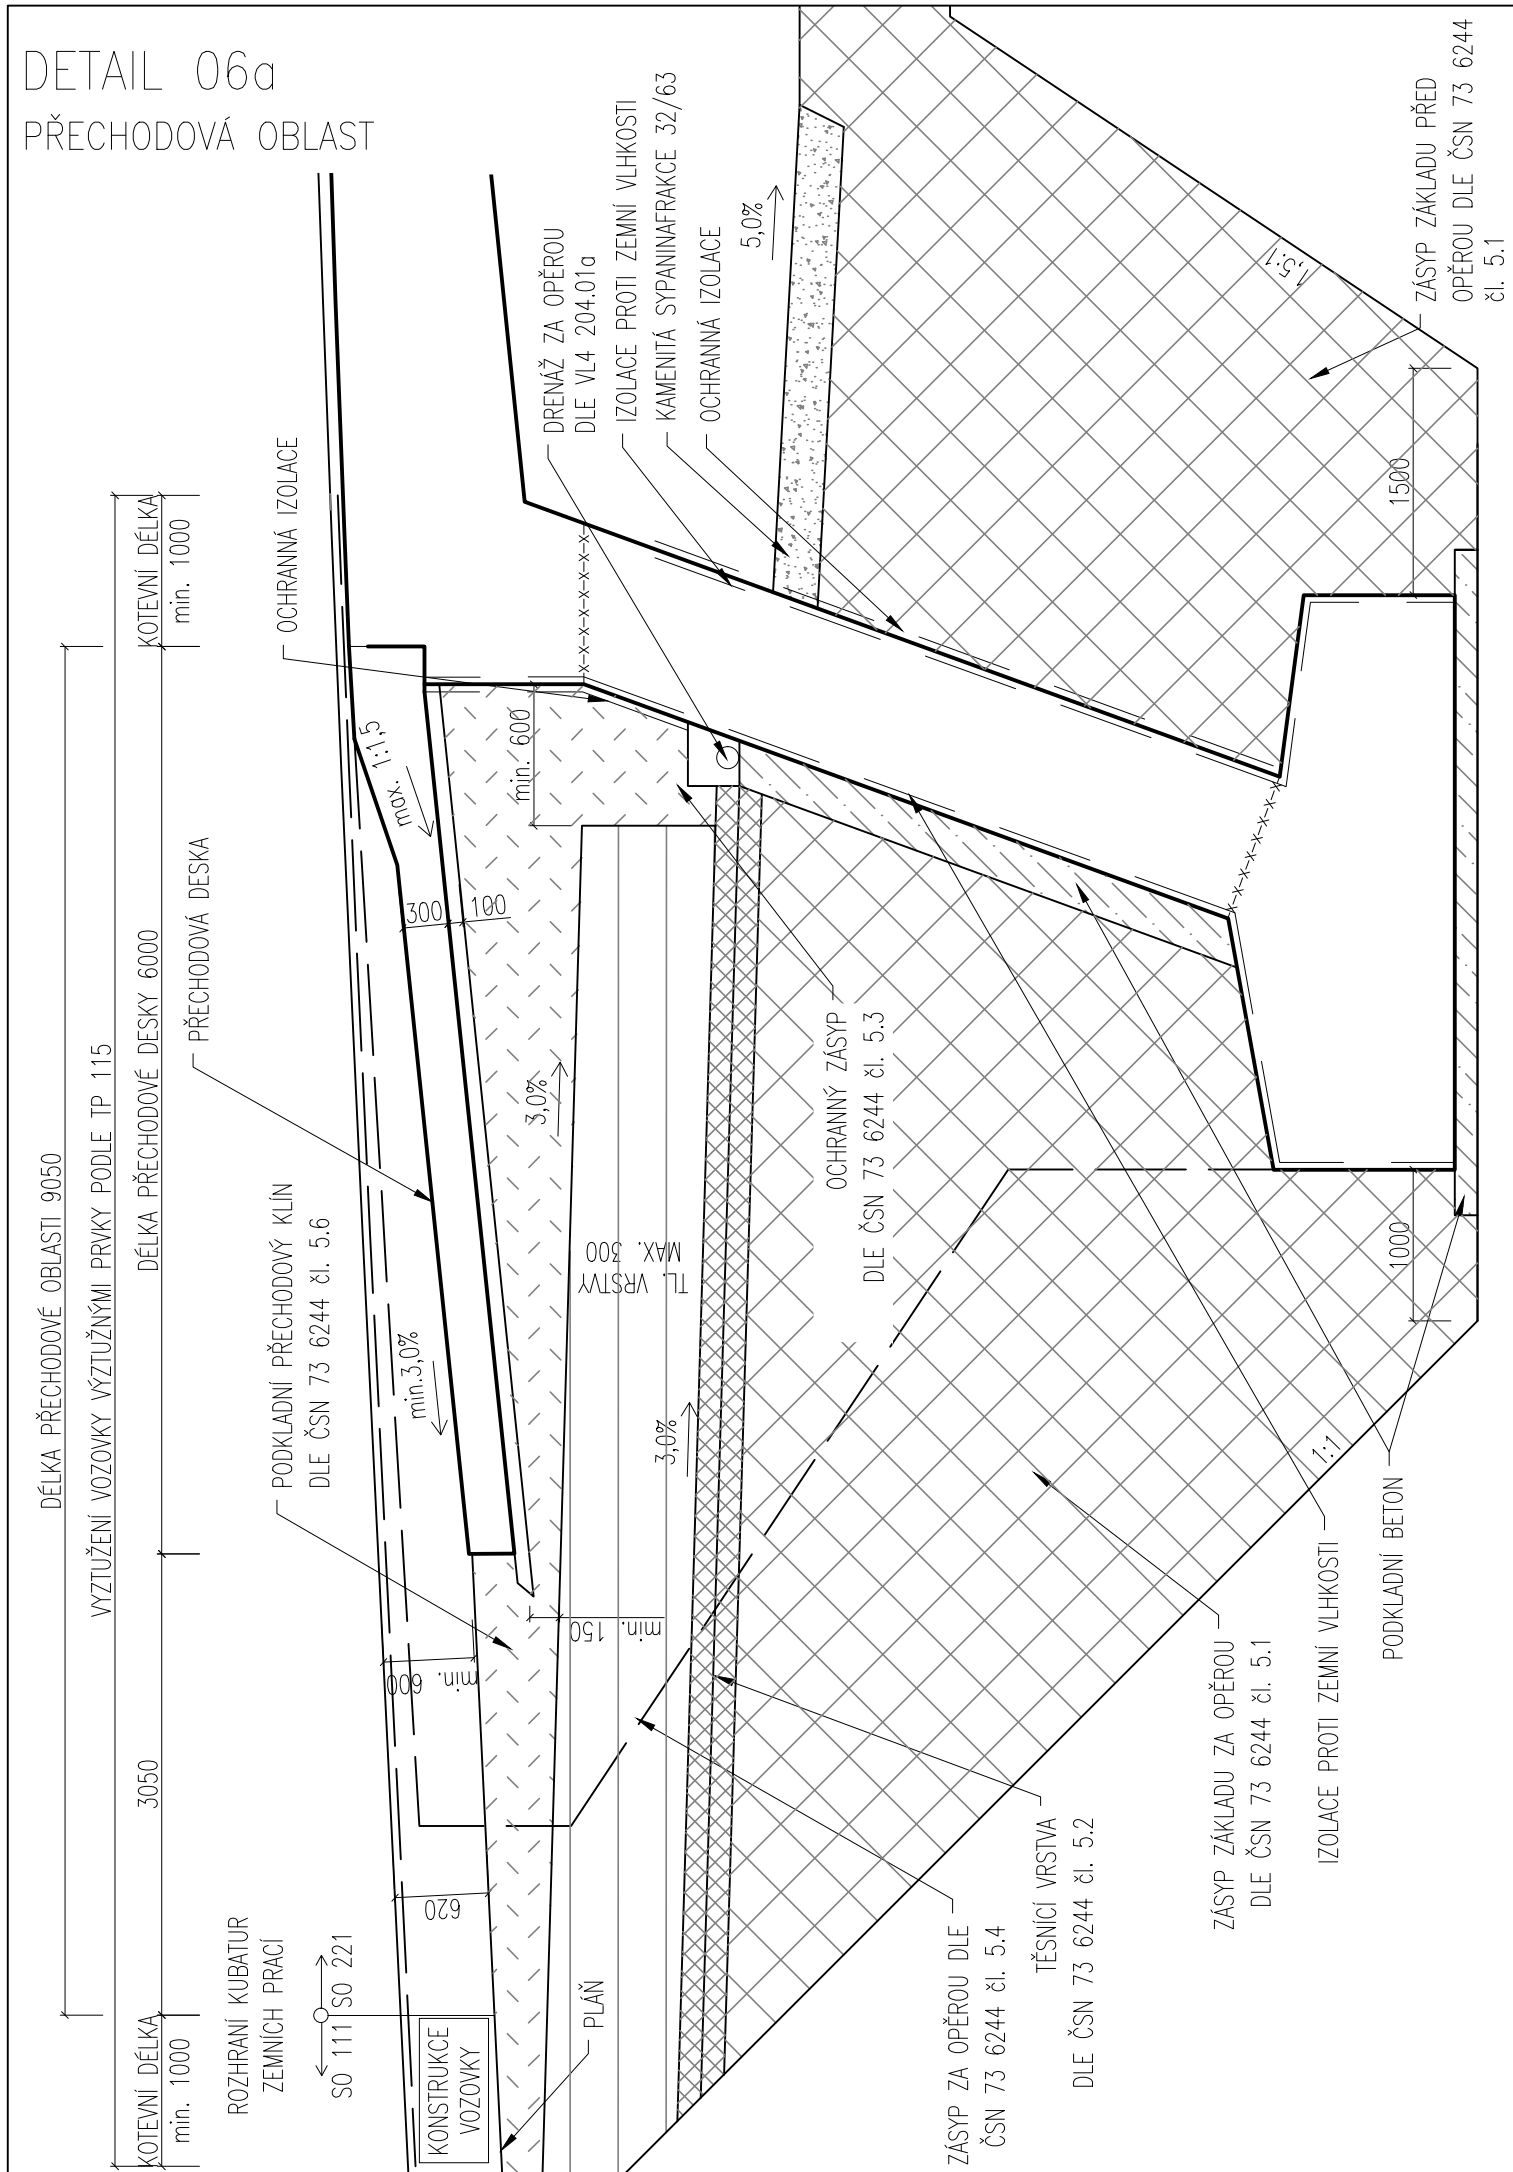 DETAIL 06a
PŘECHODOVÁ OBLAST
DÉLKA PŘECHODOVÉ OBLASTI 9050
VYZTUŽENÍ VOZOVKY VÝZTUŽNÝMI PRVKY PODLE TP 115
KOTEVNÍ DÉLKA
min. 1000
3050
DÉLKA PŘECHODOVÉ DESKY 6000
KOTEVNÍ DÉLKA
min. 1000
ROZHRANÍ KUBATUR
ZEMNÍCH PRACÍ
SO 111
SO 221
KONSTRUKCE
VOZOVKY
PLÁŇ
620
min. 600
PODKLADNÍ PŘECHODOVÝ KLÍN
DLE ČSN 73 6244 čl. 5.6
PŘECHODOVÁ DESKA
OCHRANNÁ IZOLACE
min.3,0%
max. 1:1,5
300
100
min. 600
min. 150
3,0%
3,0%
TL. VRSTVY
MAX. 300
DRENÁŽ ZA OPĚROU
DLE VL4 204.01a
IZOLACE PROTI ZEMNÍ VLHKOSTI
KAMENITÁ SYPANINAFRAKCE 32/63
OCHRANNÁ IZOLACE
5,0%
1,5:1
ZÁSYP ZÁKLADU PŘED
OPĚROU DLE ČSN 73 6244
čl. 5.1
1500
1000
OCHRANNÝ ZÁSYP
DLE ČSN 73 6244 čl. 5.3
ZÁSYP ZA OPĚROU DLE
ČSN 73 6244 čl. 5.4
TĚSNÍCÍ VRSTVA
DLE ČSN 73 6244 čl. 5.2
ZÁSYP ZÁKLADU ZA OPĚROU
DLE ČSN 73 6244 čl. 5.1
IZOLACE PROTI ZEMNÍ VLHKOSTI
PODKLADNÍ BETON
1:1